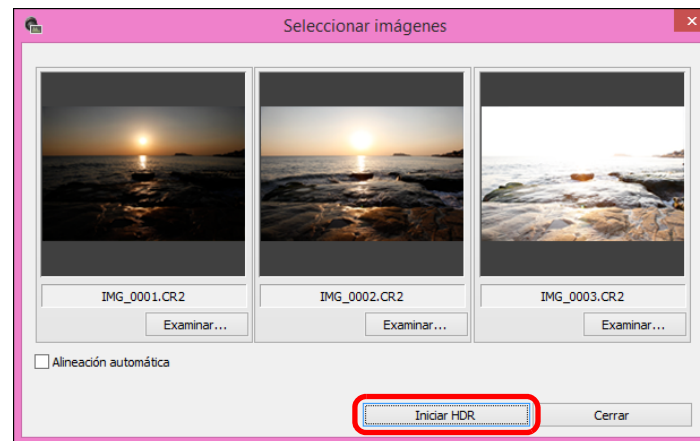 Seleccionar imágenes
IMG_0001.CR2
IMG_0002.CR2
IMG_0003.CR2
Examinar...
Examinar...
Examinar...
Alineación automática
Iniciar HDR
Cerrar